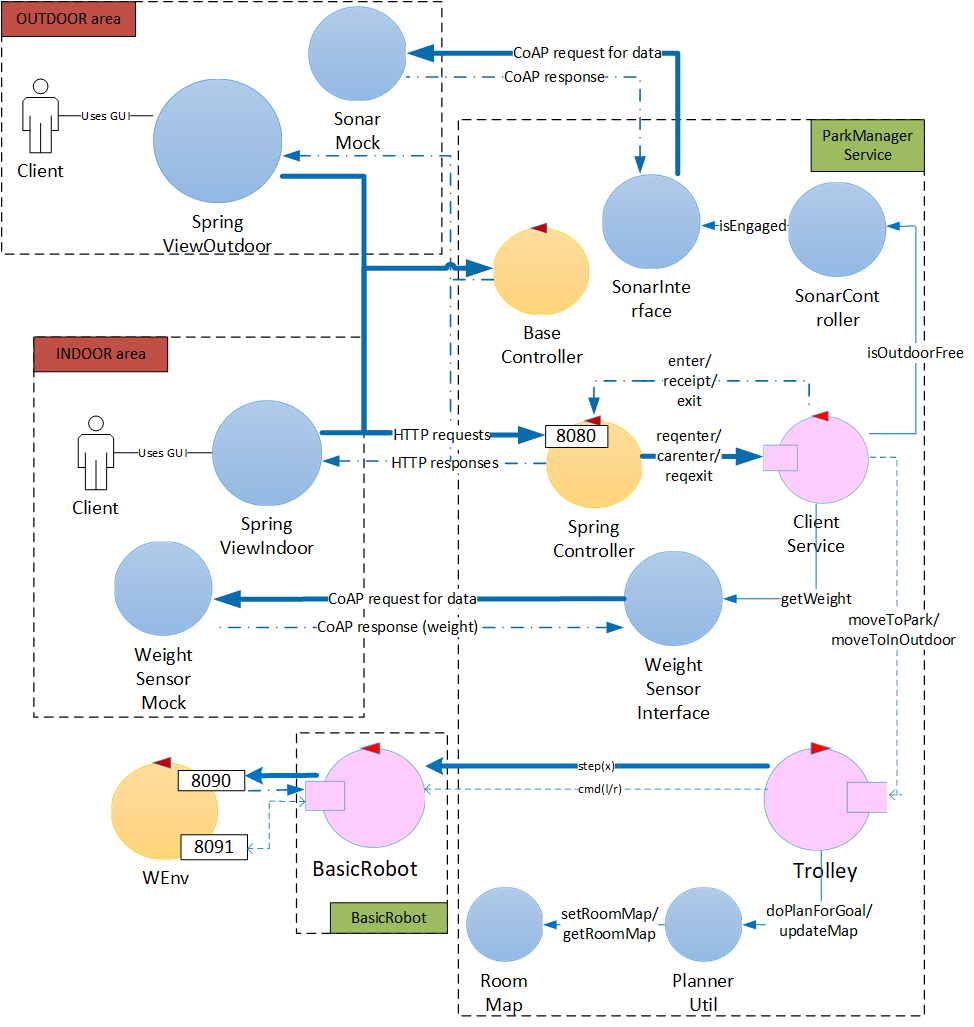 OUTDOOR area
CoAP request for data
CoAP response
Uses GUI
Client
Sonar
Mock
Spring
ViewOutdoor
ParkManager
Service
isEngaged
SonarInte
rface
SonarCont
roller
Base
Controller
isOutdoorFree
INDOOR area
enter/
receipt/
exit
HTTP requests
8080
reqenter/
carenter/
reqexit
HTTP responses
Uses GUI
Client
Spring
ViewIndoor
Spring
Controller
Client
Service
CoAP request for data
getWeight
CoAP response (weight)
moveToPark/
moveToInOutdoor
Weight
Sensor
Mock
Weight
Sensor
Interface
step(x)
cmd(l/r)
8090
8091
WEnv
BasicRobot
Trolley
BasicRobot
setRoomMap/
getRoomMap
doPlanForGoal/
updateMap
Room
Map
Planner
Util